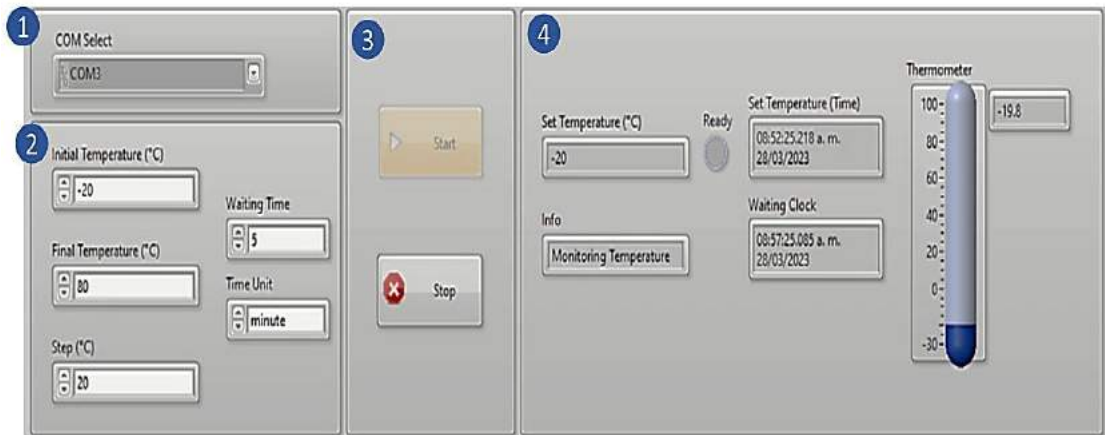 1
COM Select
COM3
2
Initial Temperature (°C)
-20
Waiting Time
5
Final Temperature (°C)
80
Time Unit
minute
Step (°C)
20
3
Start
Stop
4
Set Temperature (°C)
-20
Ready
Set Temperature (Time)
08:52:25.218 a. m.
28/03/2023
Info
Monitoring Temperature
Waiting Clock
08:57:25.085 a. m.
28/03/2023
Thermometer
100
80
60
40
20
0
-30
-19.8